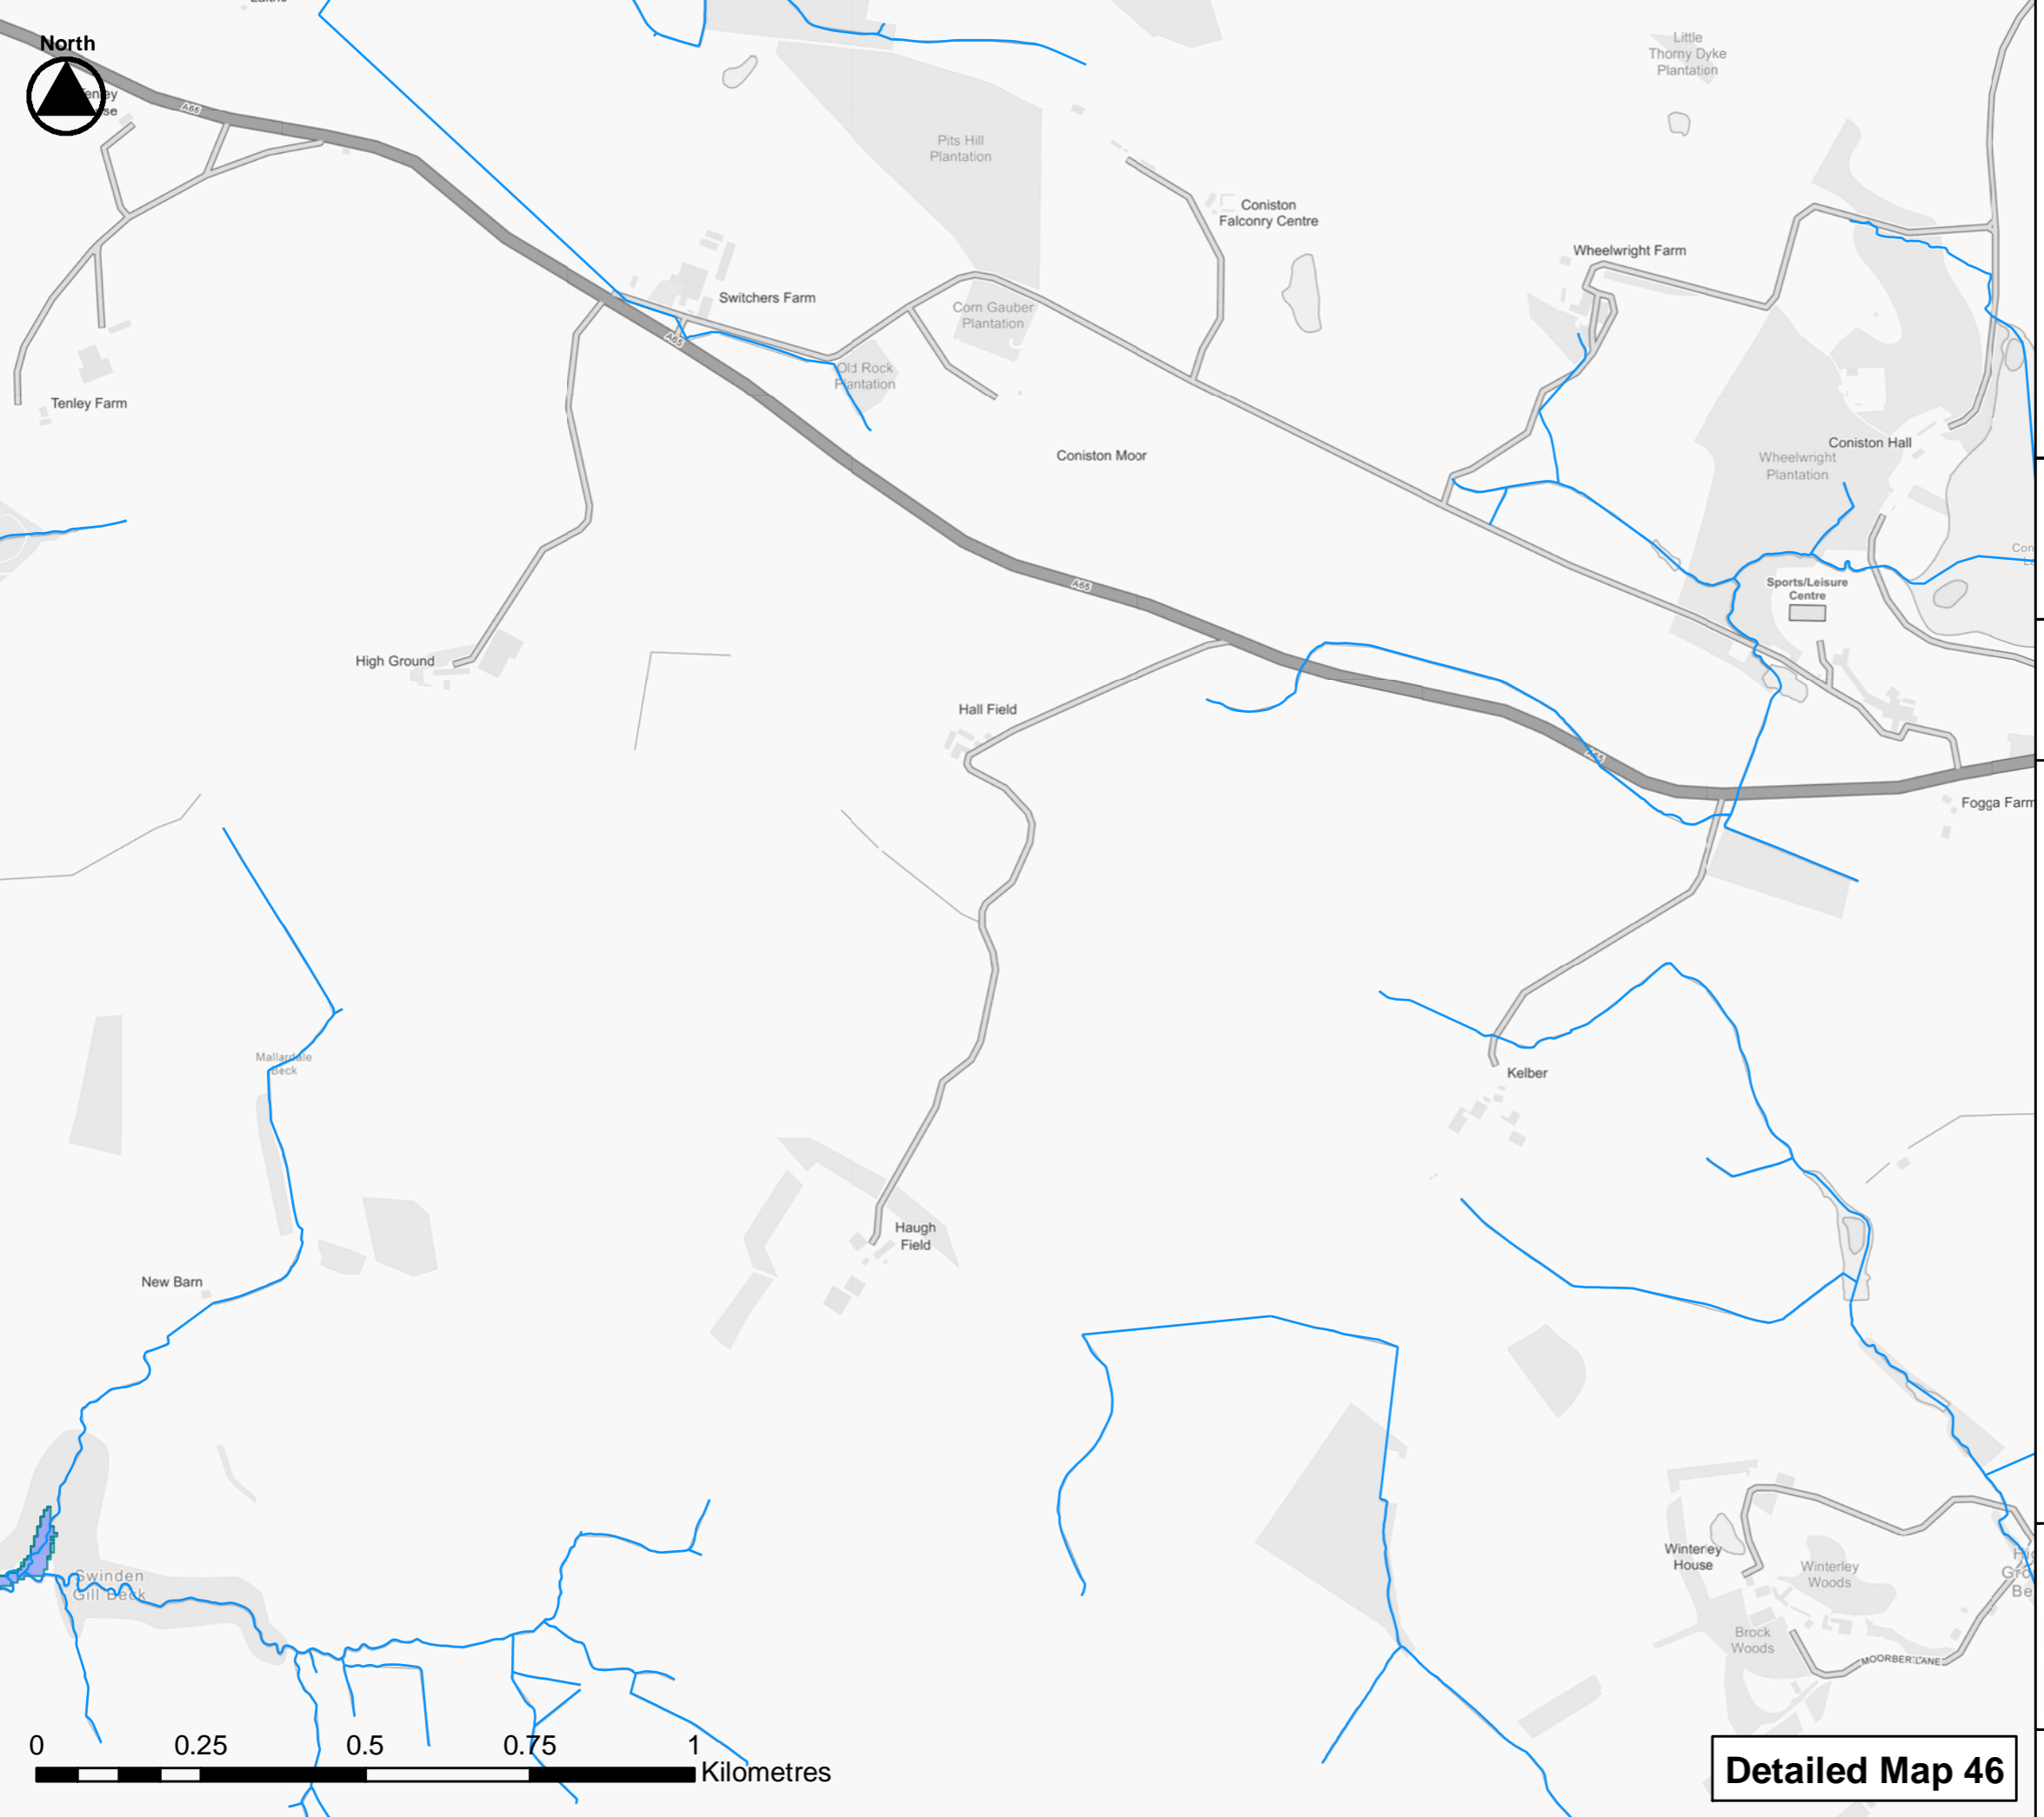 North
A65
Little
Thorny Dyke
Plantation
Pits Hill
Plantation
Coniston
Falconry Centre
Wheelwright Farm
Switchers Farm
Corn Gauber
Plantation
A65
Old Rock
Plantation
Tenley Farm
Coniston Moor
Coniston Hall
Wheelwright
Plantation
Sports/Leisure
Centre
A65
High Ground
Hall Field
A65
Fogga Farm
Mallardale
Beck
Kelber
Haugh
Field
New Barn
Winterley
House
Winterley
Woods
Swinden
Gill Beck
Brock
Woods
MOORBER LANE
0 0.25 0.5 0.75 1
Kilometres
Detailed Map 46